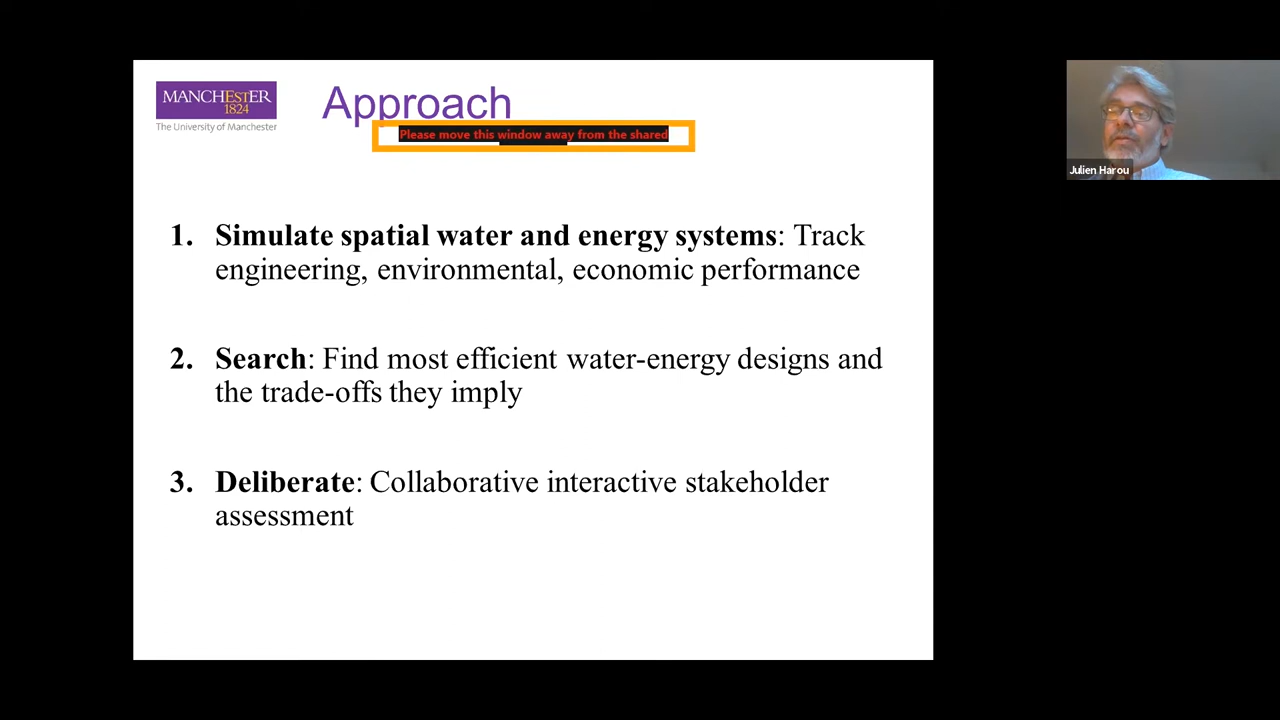 MANCHESTER
1824
The University of Manchester
Approach
Please move this window away from the shared
Julien Harou
1. Simulate spatial water and energy systems: Track
engineering, environmental, economic performance
2. Search: Find most efficient water-energy designs and
the trade-offs they imply
3. Deliberate: Collaborative interactive stakeholder
assessment